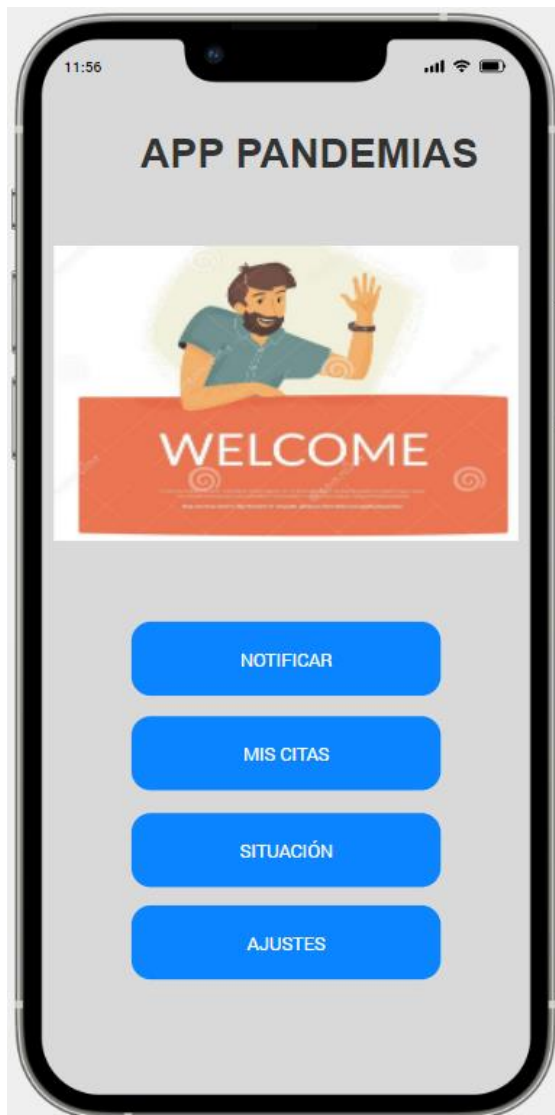 11:56
APP PANDEMIAS
WELCOME
NOTIFICAR
MIS CITAS
SITUACIÓN
AJUSTES